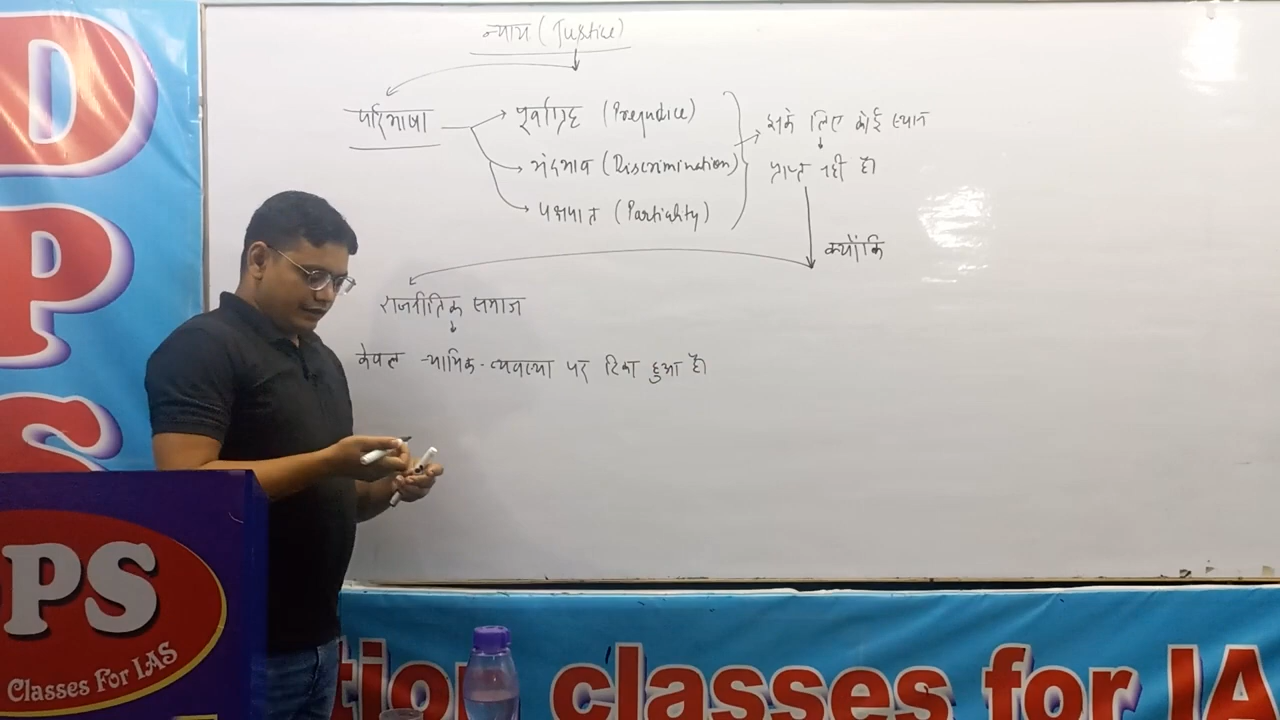 न्याय (Justice)
परिभाषा
पूर्वाग्रह (Prejudice)
भेदभाव (Discrimination)
पक्षपात (Partiality)
इसके लिए कोई स्थान
प्राप्त नहीं है।
क्योंकि
राजनीतिक समाज
केवल न्यायिक-व्यवस्था पर टिका हुआ है।
D
P
S
PS
Classes For IAS
tion classes for IA